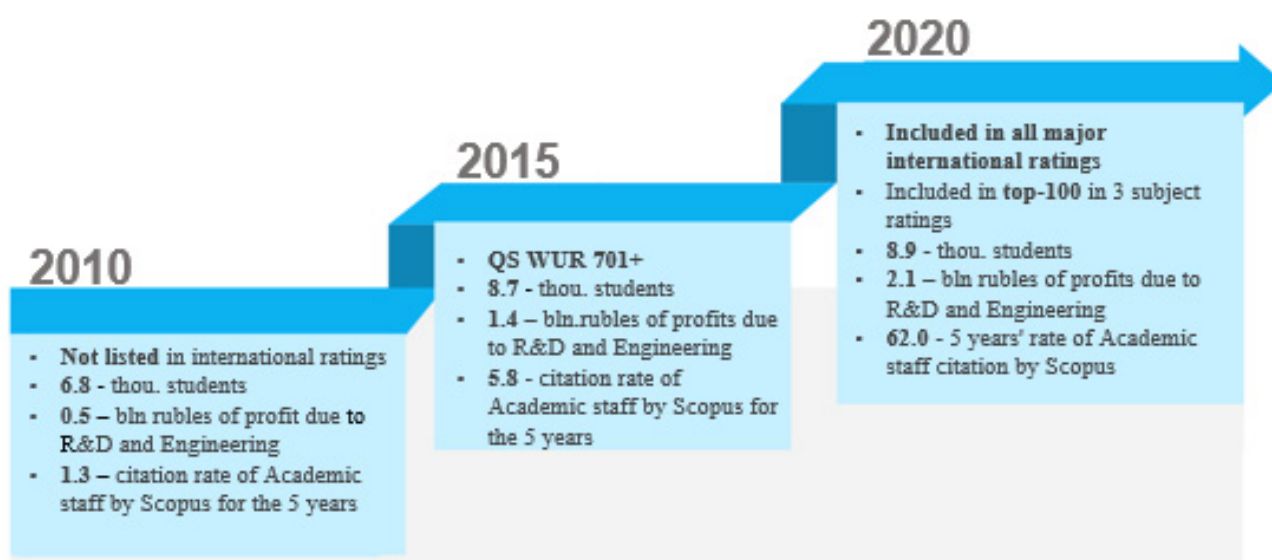 2010
▪ Not listed in international ratings
▪ 6.8 - thou. students
▪ 0.5 – bln rubles of profit due to
R&D and Engineering
▪ 1.3 – citation rate of Academic
staff by Scopus for the 5 years
2015
▪ QS WUR 701+
▪ 8.7 - thou. students
▪ 1.4 – bln.rubles of profits due
to R&D and Engineering
▪ 5.8 - citation rate of
Academic staff by Scopus for
the 5 years
2020
▪ Included in all major
international ratings
▪ Included in top-100 in 3 subject
ratings
▪ 8.9 - thou. students
▪ 2.1 – bln rubles of profits due to
R&D and Engineering
▪ 62.0 - 5 years' rate of Academic
staff citation by Scopus